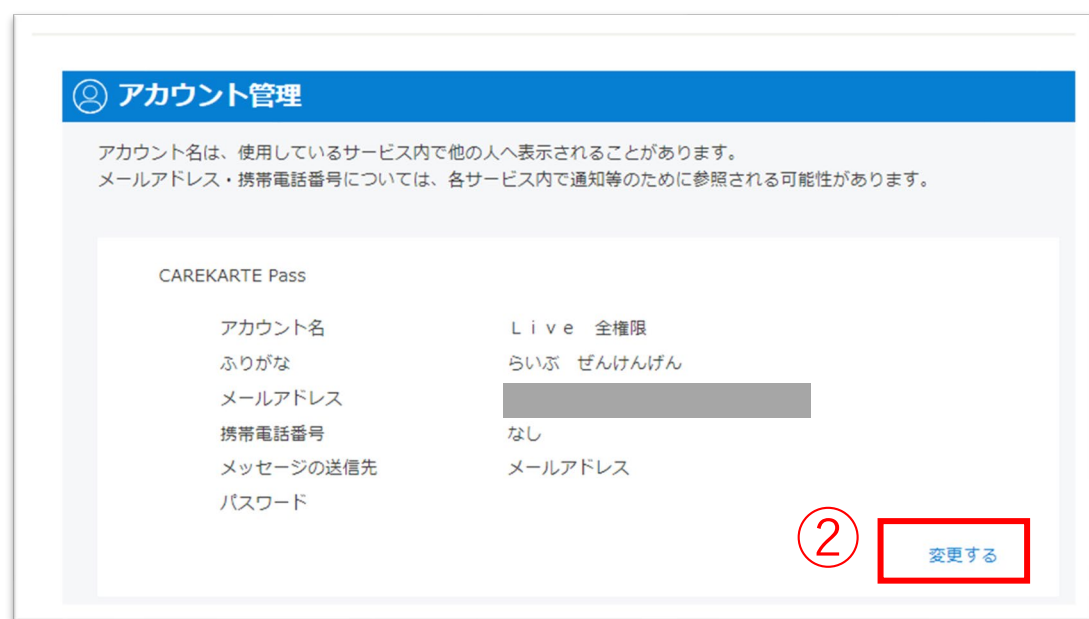 アカウント管理
アカウント名は、使用しているサービス内で他の人へ表示されることがあります。
メールアドレス・携帯電話番号については、各サービス内で通知等のために参照される可能性があります。
CAREKARTE Pass
アカウント名 Live 全権限
ふりがな らいぶ ぜんけんげん
メールアドレス
携帯電話番号 なし
メッセージの送信先 メールアドレス
パスワード
② 変更する